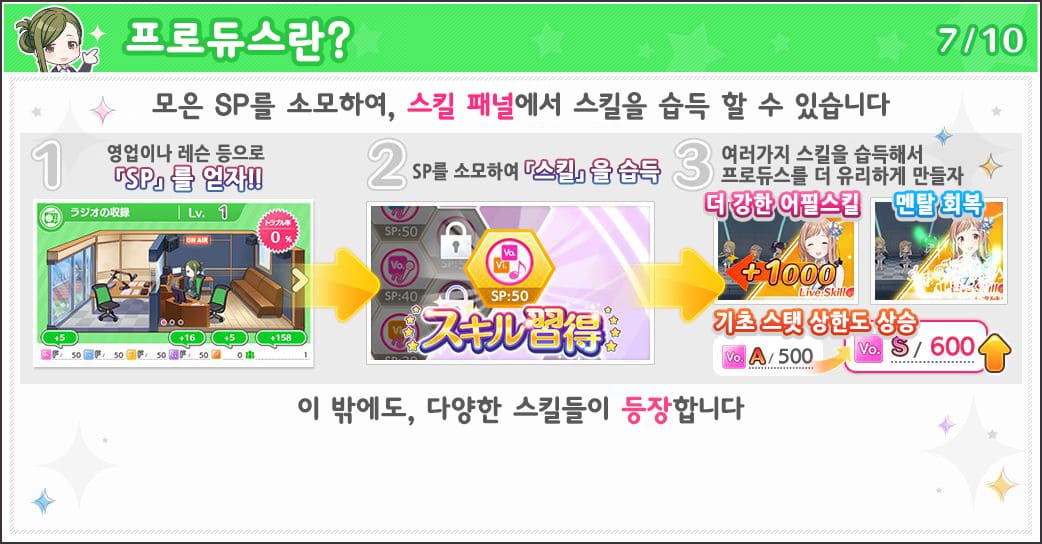 프로듀스란?
7/10
모은 SP를 소모하여, 스킬 패널에서 스킬을 습득 할 수 있습니다
1
영업이나 레슨 등으로
「SP」를 얻자!!
ラジオの収録
Lv. 1
トラブル率
0 %
ON AIR
+5
+16
+5
+158
50
50
50
50
0
1
2
SP를 소모하여 「스킬」을 습득
SP:50
SP:40
Vo.
Vi.
SP:50
スキル習得
3
여러가지 스킬을 습득해서
프로듀스를 더 유리하게 만들자
더 강한 어필스킬
멘탈 회복
+1000
Live Skill
기초 스탯 상한도 상승
Vo. A/500
Vo. S/600
이 밖에도, 다양한 스킬들이 등장합니다